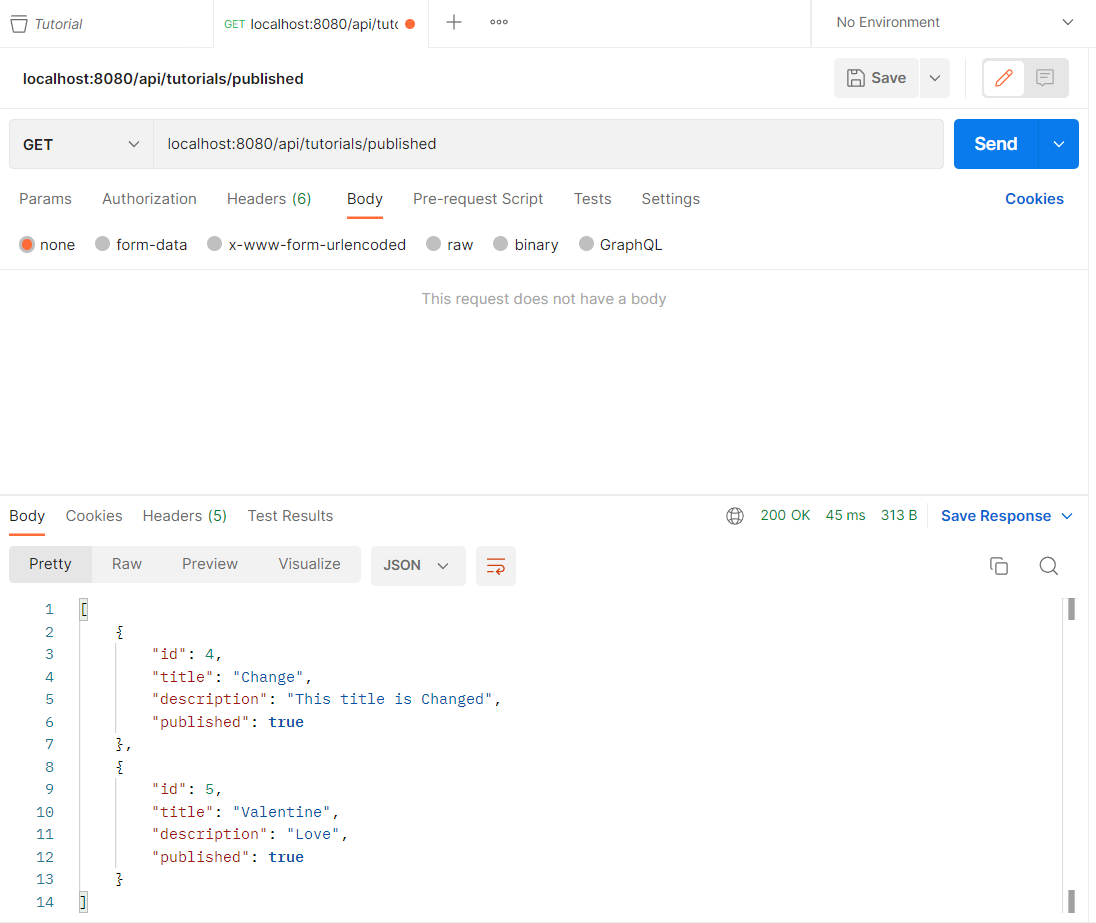 Tutorial GET localhost:8080/api/tuto No Environment
localhost:8080/api/tutorials/published Save
GET localhost:8080/api/tutorials/published Send
Params Authorization Headers (6) Body Pre-request Script Tests Settings Cookies
none form-data x-www-form-urlencoded raw binary GraphQL
This request does not have a body
Body Cookies Headers (5) Test Results 200 OK 45 ms 313 B Save Response
Pretty Raw Preview Visualize JSON
1 [
2 {
3 "id": 4,
4 "title": "Change",
5 "description": "This title is Changed",
6 "published": true
7 },
8 {
9 "id": 5,
10 "title": "Valentine",
11 "description": "Love",
12 "published": true
13 }
14 ]